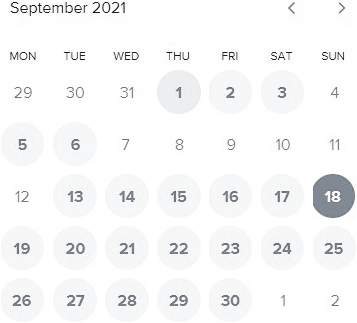 September 2021
MON TUE WED THU FRI SAT SUN
29 30 31 1 2 3 4
5 6 7 8 9 10 11
12 13 14 15 16 17 18
19 20 21 22 23 24 25
26 27 28 29 30 1 2